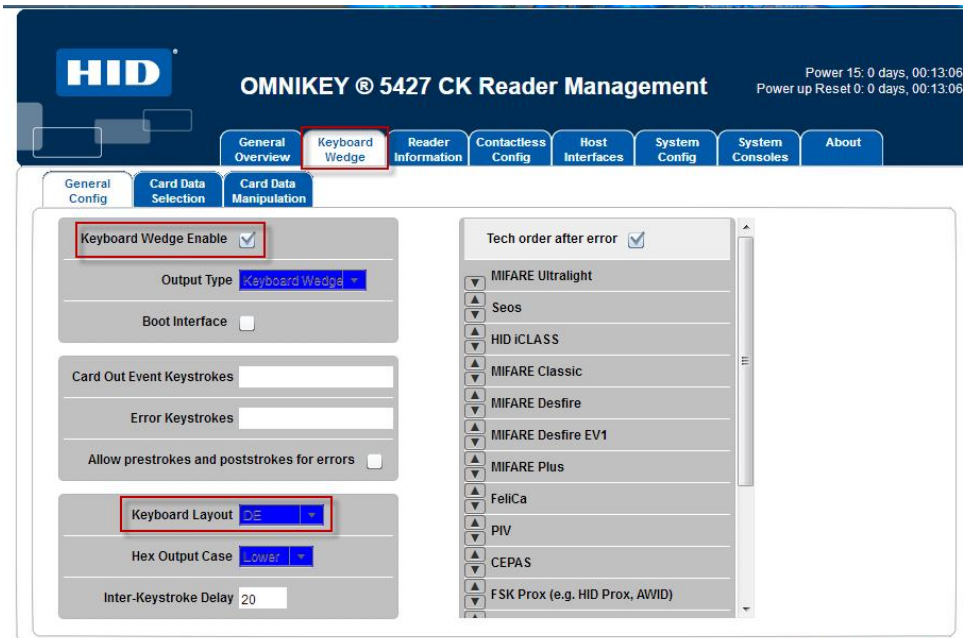 HID
OMNIKEY ® 5427 CK Reader Management
Power 15: 0 days, 00:13:06
Power up Reset 0: 0 days, 00:13:06
General Overview
Keyboard Wedge
Reader Information
Contactless Config
Host Interfaces
System Config
System Consoles
About
General Config
Card Data Selection
Card Data Manipulation
Keyboard Wedge Enable
Output Type Keyboard Wedge
Boot Interface
Card Out Event Keystrokes
Error Keystrokes
Allow prestrokes and poststrokes for errors
Keyboard Layout DE
Hex Output Case Lower
Inter-Keystroke Delay 20
Tech order after error
MIFARE Ultralight
Seos
HID iCLASS
MIFARE Classic
MIFARE Desfire
MIFARE Desfire EV1
MIFARE Plus
FeliCa
PIV
CEPAS
FSK Prox (e.g. HID Prox, AWID)